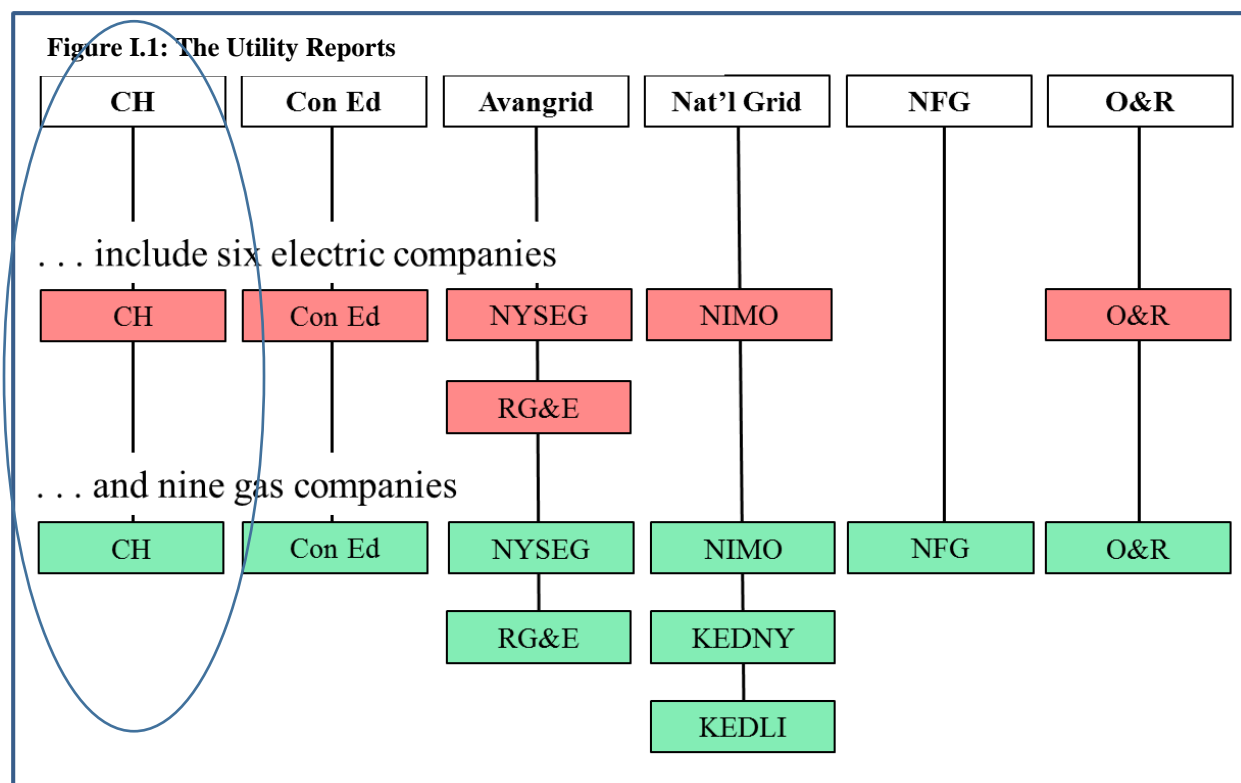 Figure I.1: The Utility Reports
CH Con Ed Avangrid Nat’l Grid NFG O&R
. . . include six electric companies
CH Con Ed NYSEG NIMO O&R
RG&E
. . . and nine gas companies
CH Con Ed NYSEG NIMO NFG O&R
RG&E KEDNY
KEDLI